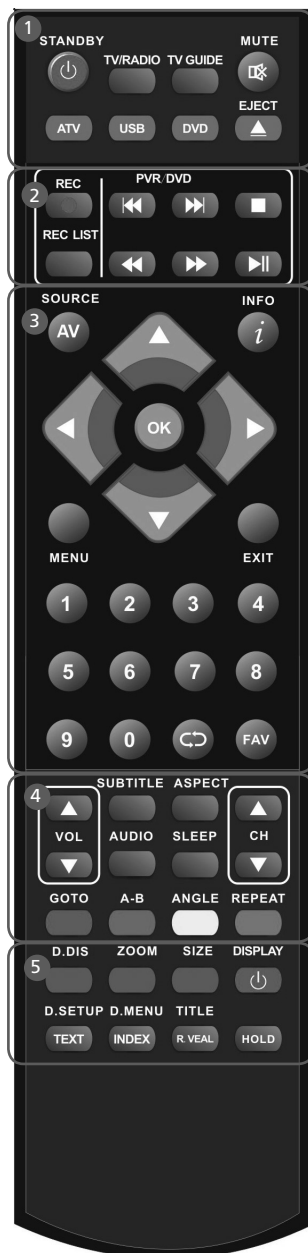 1
STANDBY MUTE
TV/RADIO TV GUIDE
EJECT
ATV USB DVD
2
REC PVR/DVD
REC LIST
3
SOURCE INFO
AV i
OK
MENU EXIT
1 2 3 4
5 6 7 8
9 0 FAV
4
SUBTITLE ASPECT
VOL AUDIO SLEEP CH
GOTO A-B ANGLE REPEAT
5
D.DIS ZOOM SIZE DISPLAY
D.SETUP D.MENU TITLE
TEXT INDEX R.VEAL HOLD